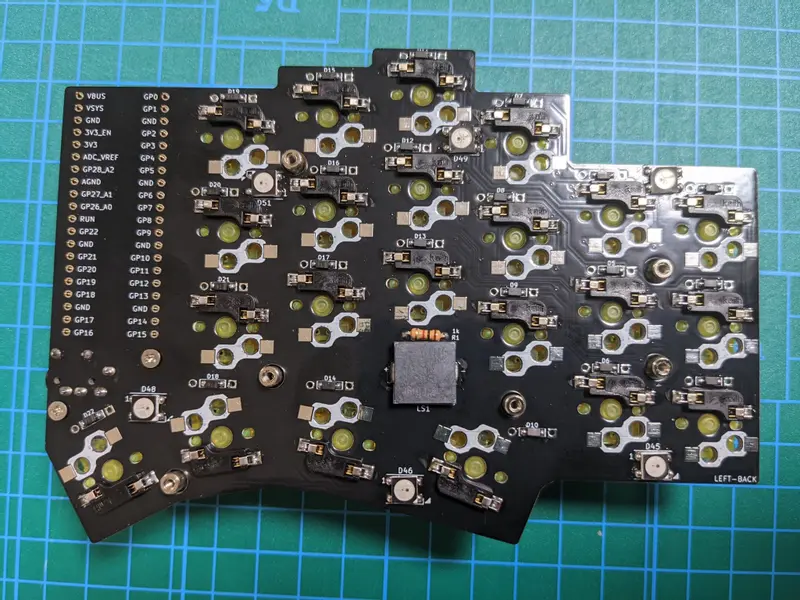 VBUS GP0
VSYS GP1
GND GND
3V3_EN GP2
3V3 GP3
ADC_VREF GP4
GP28_A2 GP5
AGND GND
GP27_A1 GP6
GP26_A0 GP7
RUN GP8
GP22 GP9
GND GND
GP21 GP10
GP20 GP11
GP19 GP12
GP18 GP13
GND GND
GP17 GP14
GP16 GP15
D19
D15
D7
D20
D16
D12
D49
D51
D8
D21
D17
D13
D9
D5
1k
R1
LS1
D6
D48
D18
D14
D22
D10
D46
D45
LEFT-BACK